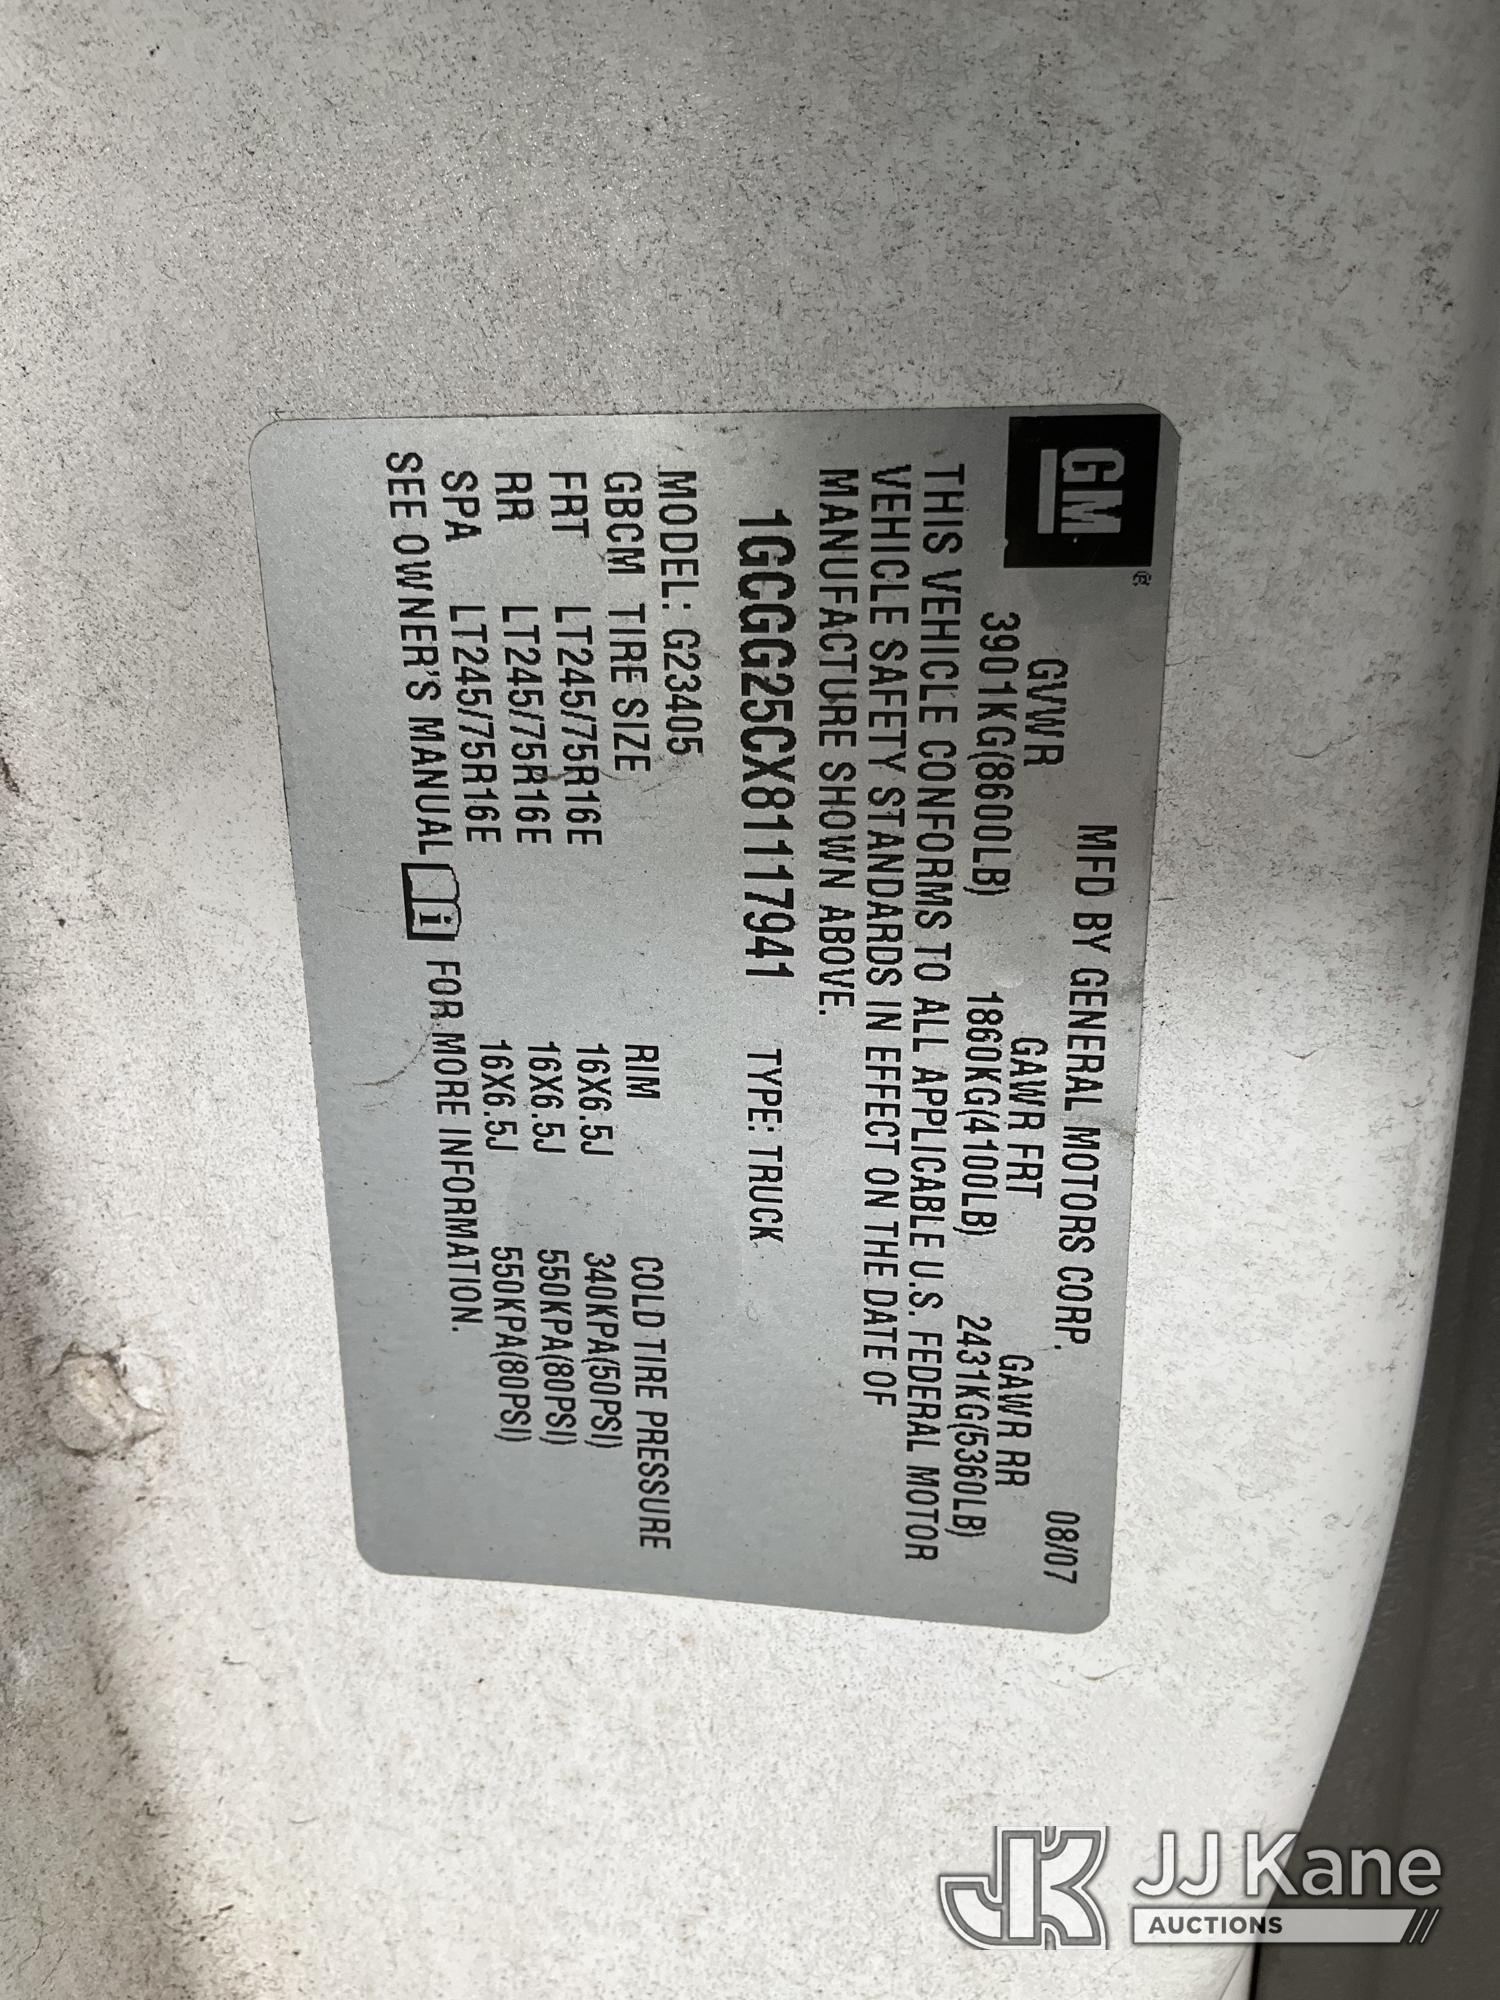 GM
®
MFD BY GENERAL MOTORS CORP. 08/07
GVWR GAWR FRT GAWR RR
3901KG(8600LB) 1860KG(4100LB) 2431KG(5360LB)
THIS VEHICLE CONFORMS TO ALL APPLICABLE U.S. FEDERAL MOTOR
VEHICLE SAFETY STANDARDS IN EFFECT ON THE DATE OF
MANUFACTURE SHOWN ABOVE.
1GCGG25CX81117941 TYPE: TRUCK
MODEL: G23405
GBCM TIRE SIZE RIM COLD TIRE PRESSURE
FRT LT245/75R16E 16X6.5J 340KPA(50PSI)
RR LT245/75R16E 16X6.5J 550KPA(80PSI)
SPA LT245/75R16E 16X6.5J 550KPA(80PSI)
SEE OWNER'S MANUAL i FOR MORE INFORMATION.
JK JJ Kane
AUCTIONS